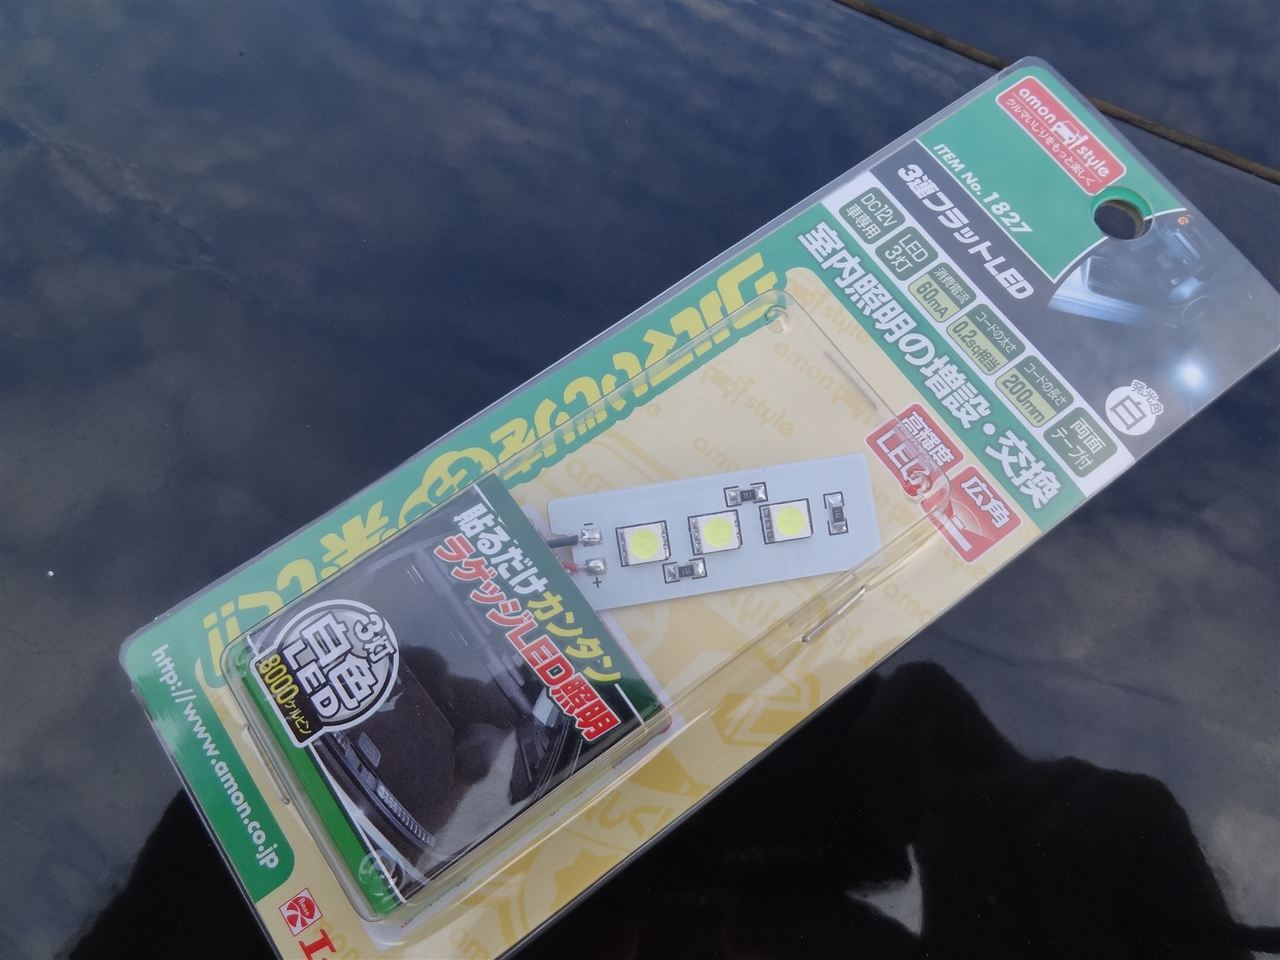 amon style
クルマいじりをもっと楽しく
ITEM No. 1827
3連フラットLED
DC12V
車専用
LED
3灯
消費電流
60mA
コードの太さ
0.2sq相当
コードの長さ
200mm
両面
テープ付
発光色
白
室内照明の増設・交換
高輝度
LED
広角
amon style
貼るだけカンタン
ラゲッジLED照明
3灯
白色
LED
8000ケルビン
http://www.amon.co.jp